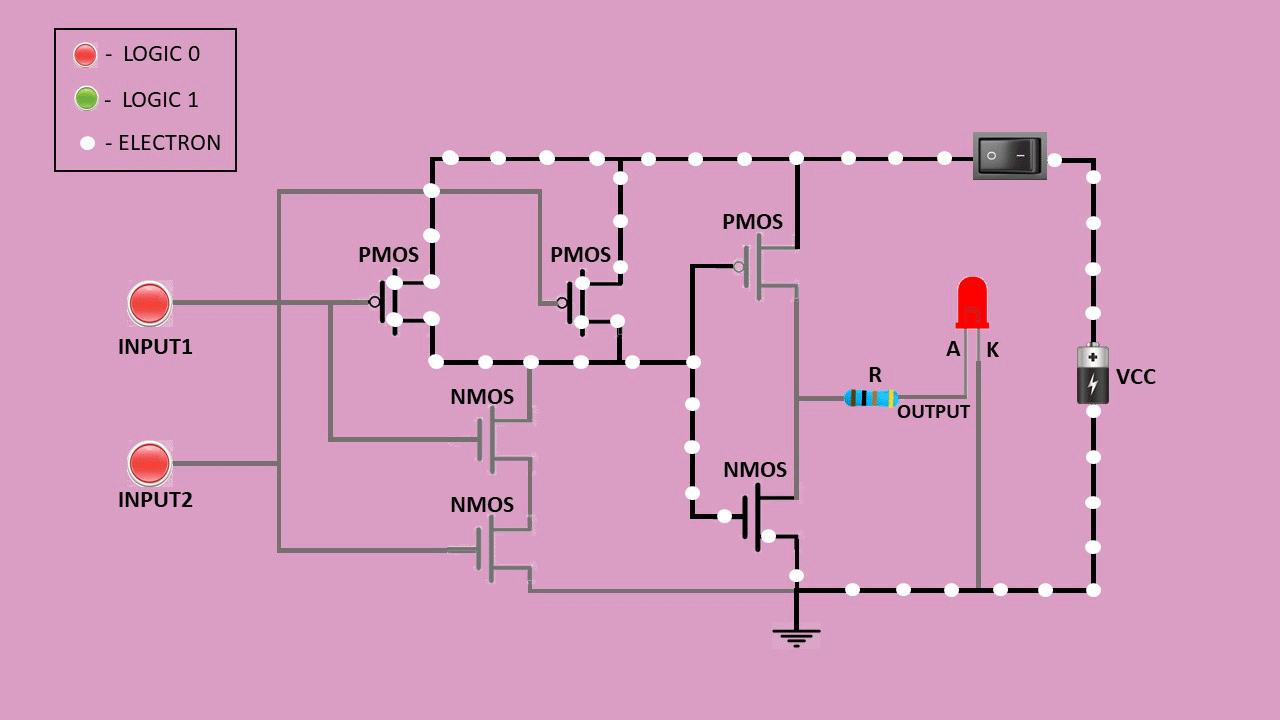 - LOGIC 0
- LOGIC 1
- ELECTRON
PMOS
PMOS
PMOS
INPUT1
A
K
R
VCC
OUTPUT
NMOS
NMOS
INPUT2
NMOS